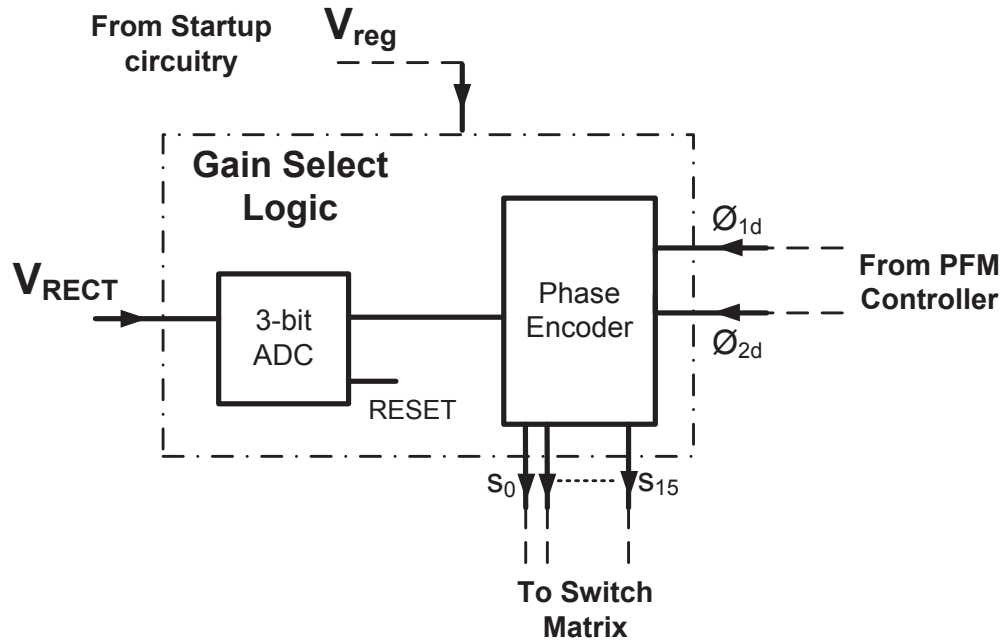 From Startup
circuitry
Vreg
Gain Select
Logic
VRECT
3-bit
ADC
RESET
Phase
Encoder
Ø1d
Ø2d
From PFM
Controller
s0
s15
To Switch
Matrix